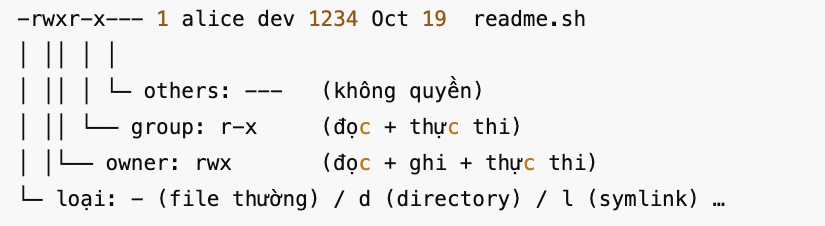 -rwxr-x--- 1 alice dev 1234 Oct 19  readme.sh
│ ││ │ │
│ ││ │ └─ others: ---   (không quyền)
│ ││ └── group: r-x     (đọc + thực thi)
│ │└── owner: rwx       (đọc + ghi + thực thi)
└─ loại: - (file thường) / d (directory) / l (symlink) …